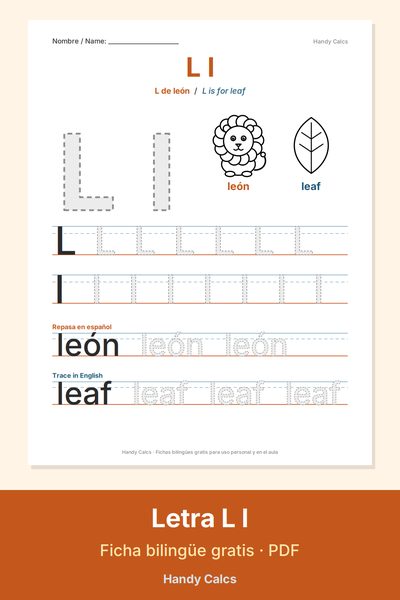 Nombre / Name: ____________________
Handy Calcs
L l
L de león / L is for leaf
L l
león
leaf
L L L L L L L
l l l l l l l l
Repasa en español
león león león
Trace in English
leaf leaf leaf leaf
Handy Calcs · Fichas bilingües gratis para uso personal y en el aula
Letra L l
Ficha bilingüe gratis · PDF
Handy Calcs